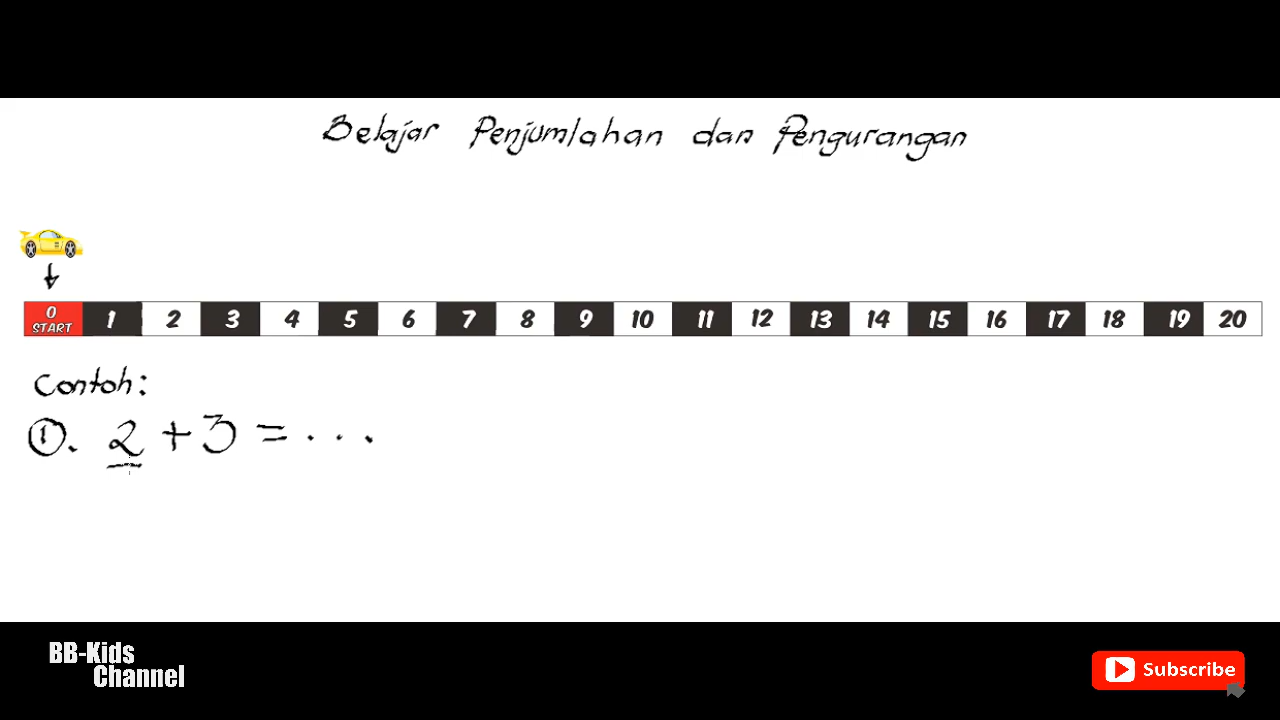 Belajar Penjumlahan dan Pengurangan
0 START 1 2 3 4 5 6 7 8 9 10 11 12 13 14 15 16 17 18 19 20
Contoh:
①. 2 + 3 = ...
BB-Kids
Channel
Subscribe